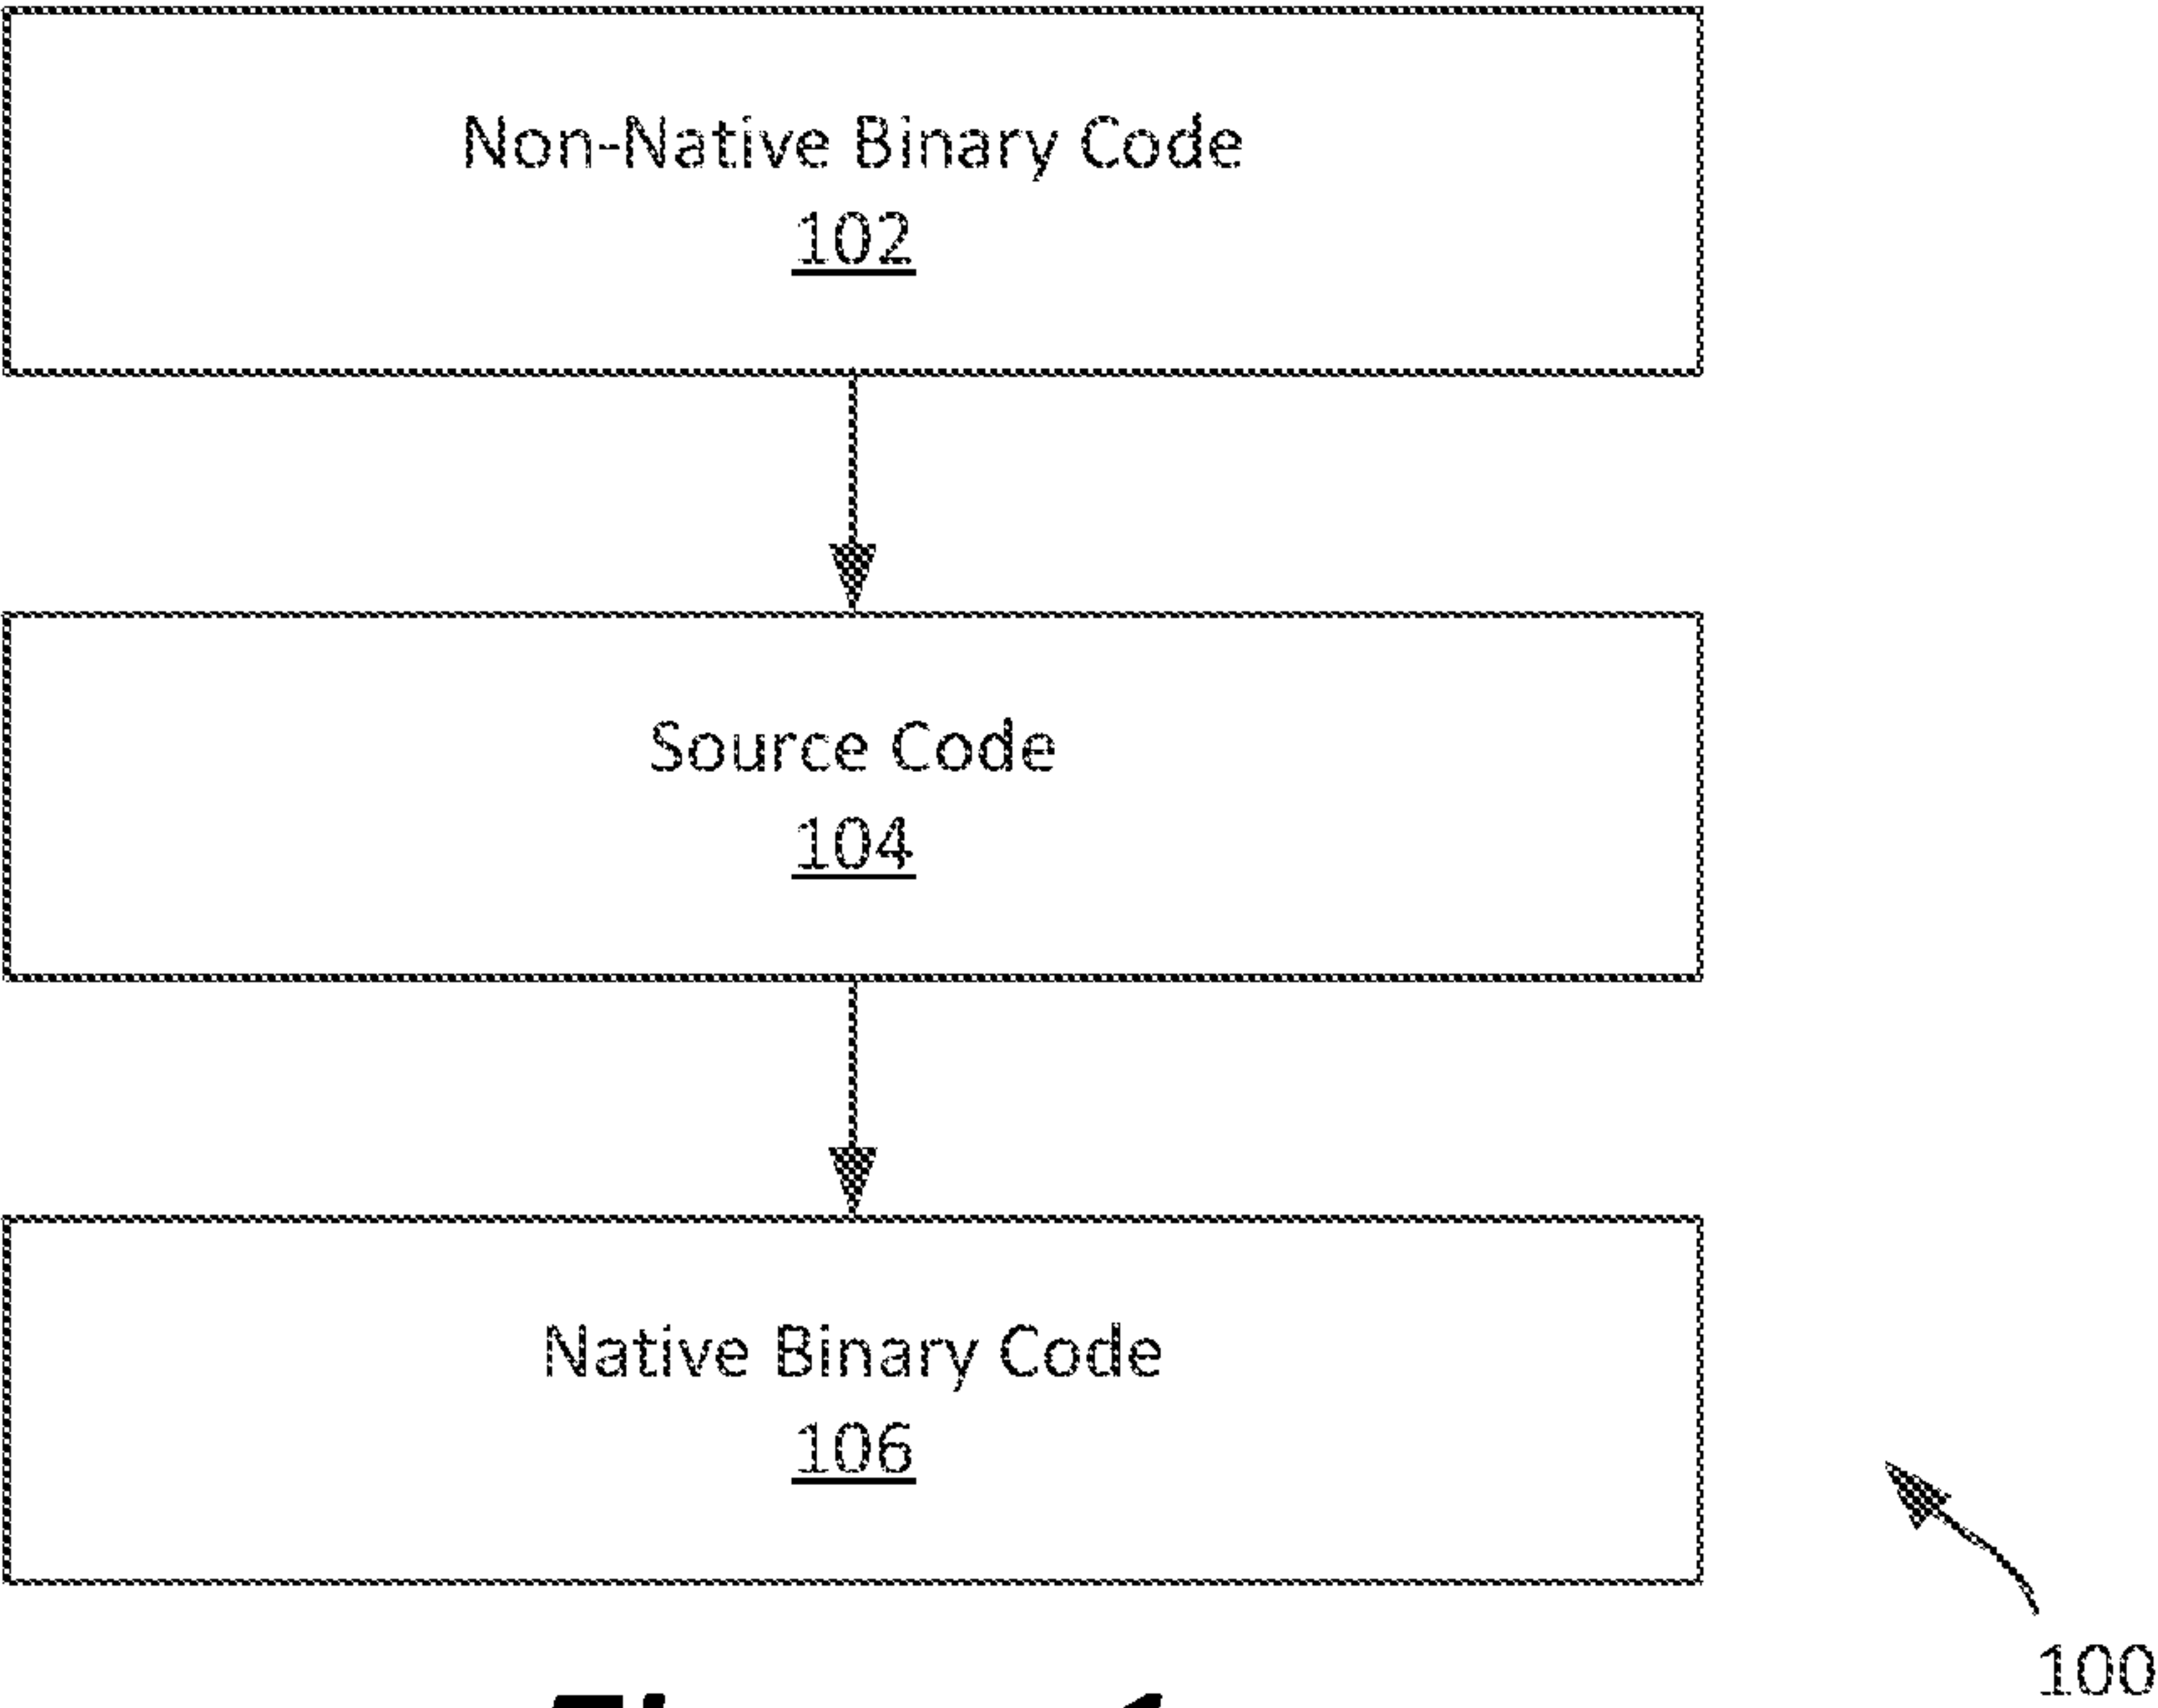 Non-Native Binary Code
102
Source Code
104
Native Binary Code
106
100